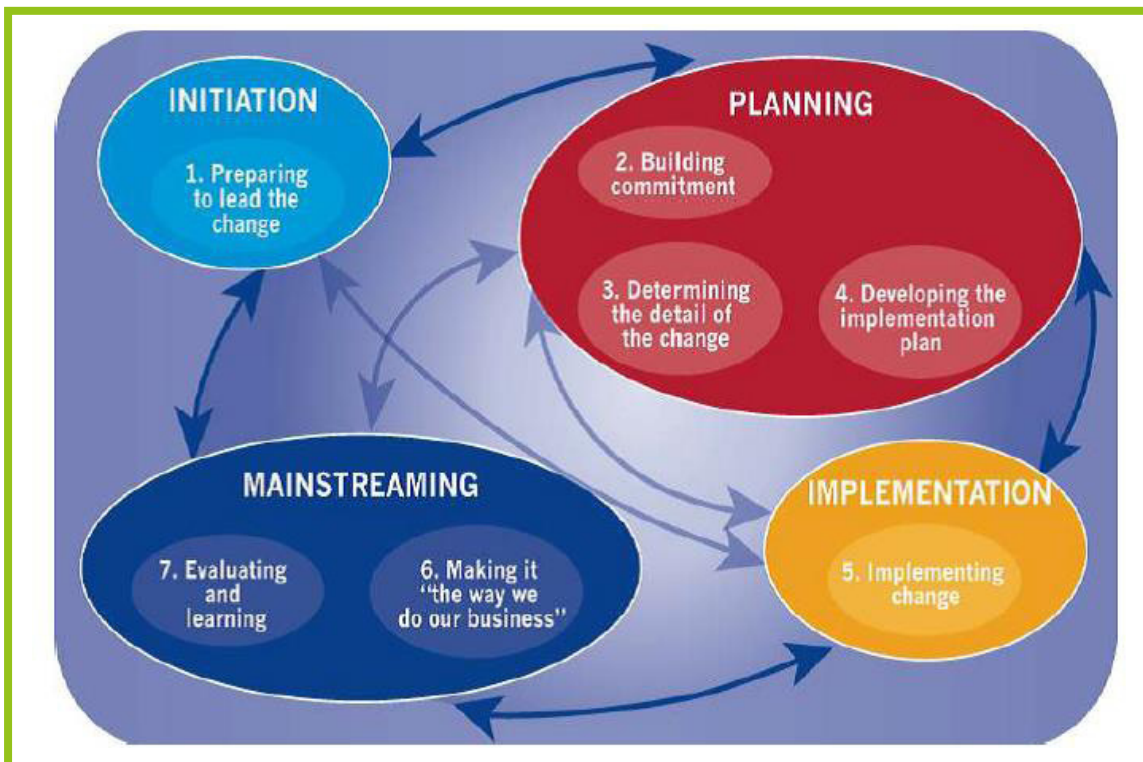 INITIATION
1. Preparing
to lead the
change
PLANNING
2. Building
commitment
3. Determining
the detail of
the change
4. Developing the
implementation
plan
MAINSTREAMING
7. Evaluating
and
learning
6. Making it
“the way we
do our business”
IMPLEMENTATION
5. Implementing
change